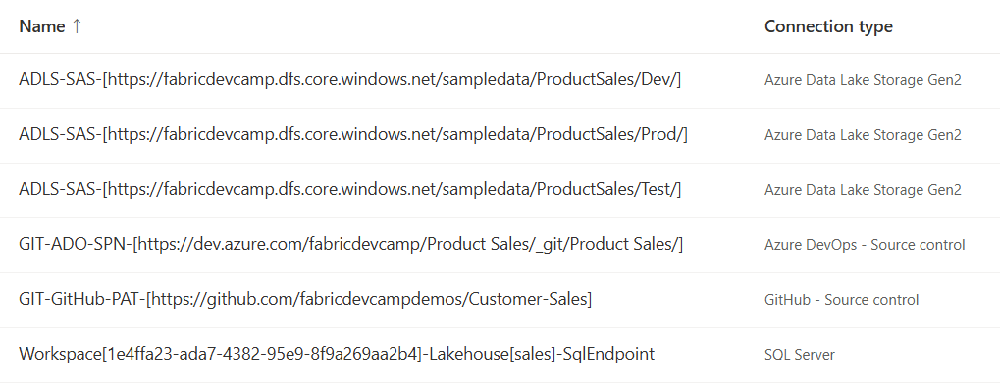 Name ↑ Connection type
ADLS-SAS-[https://fabricdevcamp.dfs.core.windows.net/sampledata/ProductSales/Dev/] Azure Data Lake Storage Gen2
ADLS-SAS-[https://fabricdevcamp.dfs.core.windows.net/sampledata/ProductSales/Prod/] Azure Data Lake Storage Gen2
ADLS-SAS-[https://fabricdevcamp.dfs.core.windows.net/sampledata/ProductSales/Test/] Azure Data Lake Storage Gen2
GIT-ADO-SPN-[https://dev.azure.com/fabricdevcamp/Product Sales/_git/Product Sales/] Azure DevOps - Source control
GIT-GitHub-PAT-[https://github.com/fabricdevcampdemos/Customer-Sales] GitHub - Source control
Workspace[1e4ffa23-ada7-4382-95e9-8f9a269aa2b4]-Lakehouse[sales]-SqlEndpoint SQL Server